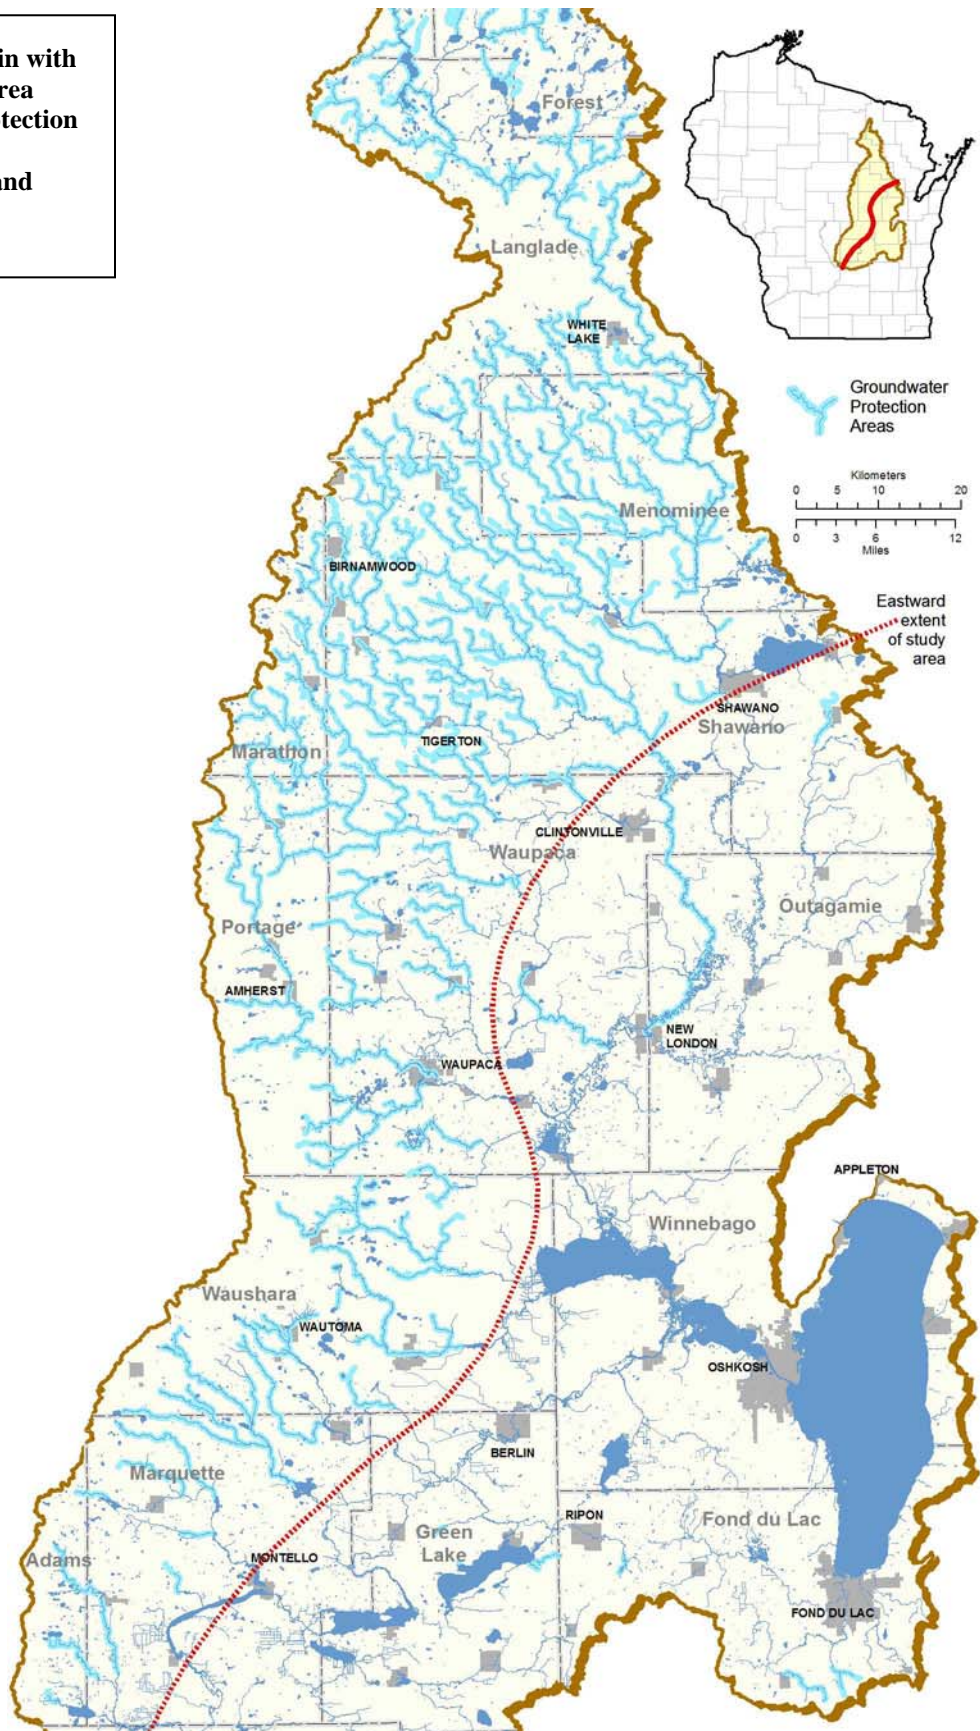 in with
rea
tection
and
Forest
Langlade
WHITE
LAKE
Groundwater
Protection
Areas
Kilometers
0 5 10 20
0 3 6 12
Miles
Menominee
BIRNAMWOOD
Eastward
extent
of study
area
SHAWANO
Shawano
TIGERTON
Marathon
CLINTONVILLE
Waupaca
Outagamie
Portage
AMHERST
NEW
LONDON
WAUPACA
APPLETON
Winnebago
Waushara
WAUTOMA
OSHKOSH
BERLIN
Marquette
RIPON
Fond du Lac
Green
Lake
Adams
MONTELLO
FOND DU LAC